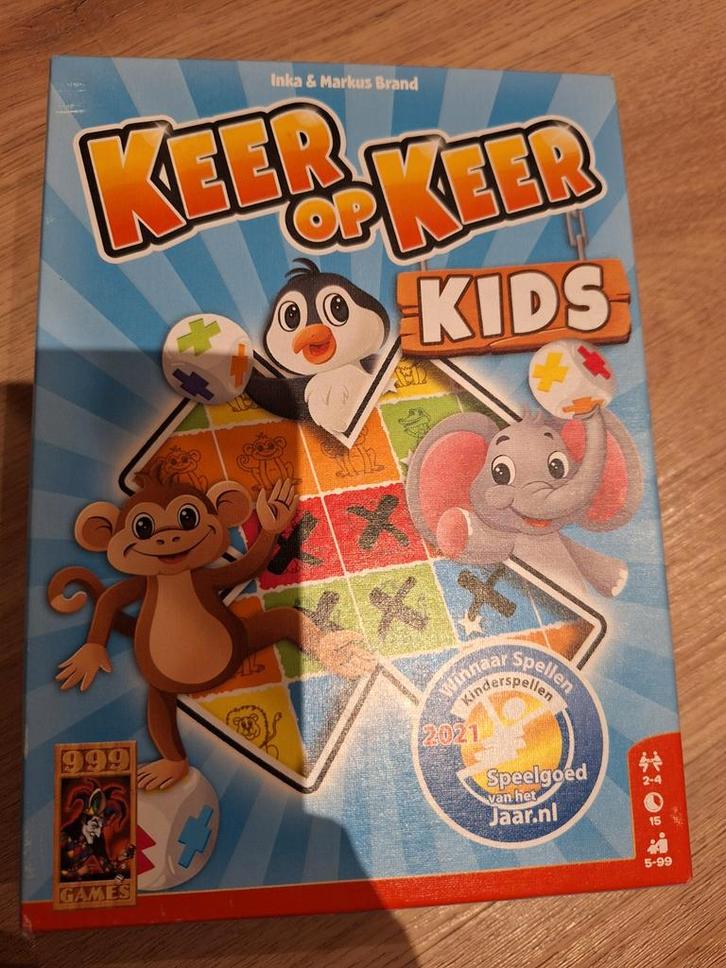 Inka & Markus Brand
KEER OP KEER
KIDS
Winnaar Spellen
Kinderspellen
2021
Speelgoed
van het
Jaar.nl
999
GAMES
2-4
15
5-99